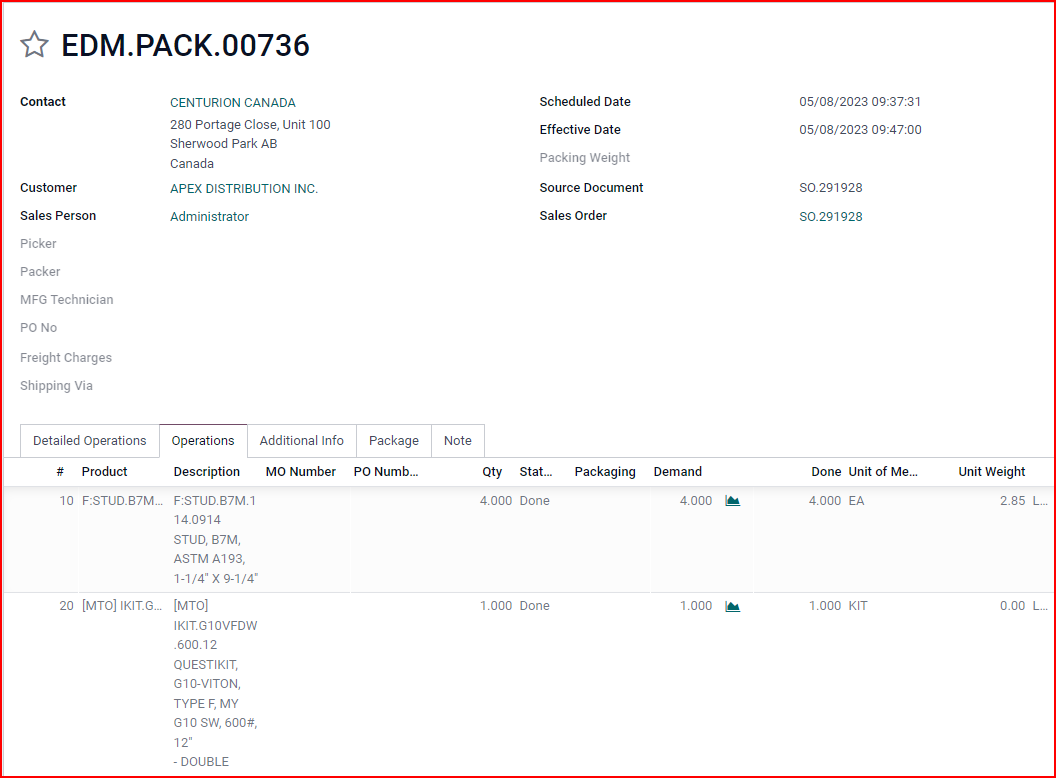 EDM.PACK.00736
Contact CENTURION CANADA Scheduled Date 05/08/2023 09:37:31
280 Portage Close, Unit 100 Effective Date 05/08/2023 09:47:00
Sherwood Park AB
Canada Packing Weight
Customer APEX DISTRIBUTION INC. Source Document SO.291928
Sales Person Administrator Sales Order SO.291928
Picker
Packer
MFG Technician
PO No
Freight Charges
Shipping Via
Detailed Operations Operations Additional Info Package Note
# Product Description MO Number PO Numb... Qty Stat... Packaging Demand Done Unit of Me... Unit Weight
10 F:STUD.B7M... F:STUD.B7M.1 4.000 Done 4.000 4.000 EA 2.85 L...
14.0914
STUD, B7M,
ASTM A193,
1-1/4" X 9-1/4"
20 [MTO] IKIT.G... [MTO] 1.000 Done 1.000 1.000 KIT 0.00 L...
IKIT.G10VFDW
.600.12
QUESTIKIT,
G10-VITON,
TYPE F, MY
G10 SW, 600#,
12"
- DOUBLE